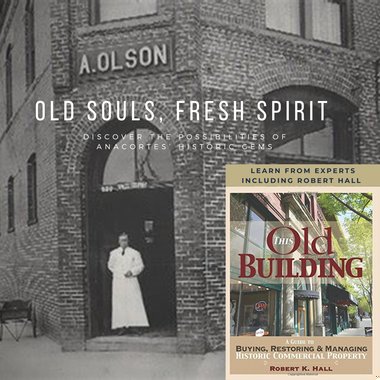 A. OLSON
OLD SOULS, FRESH SPIRIT
DISCOVER THE POSSIBILITIES OF
ANACORTES' HISTORIC GEMS
LEARN FROM EXPERTS
INCLUDING ROBERT HALL
THIS
Old
BUILDING
A GUIDE TO
BUYING, RESTORING & MANAGING
HISTORIC COMMERCIAL PROPERTY
ROBERT K. HALL